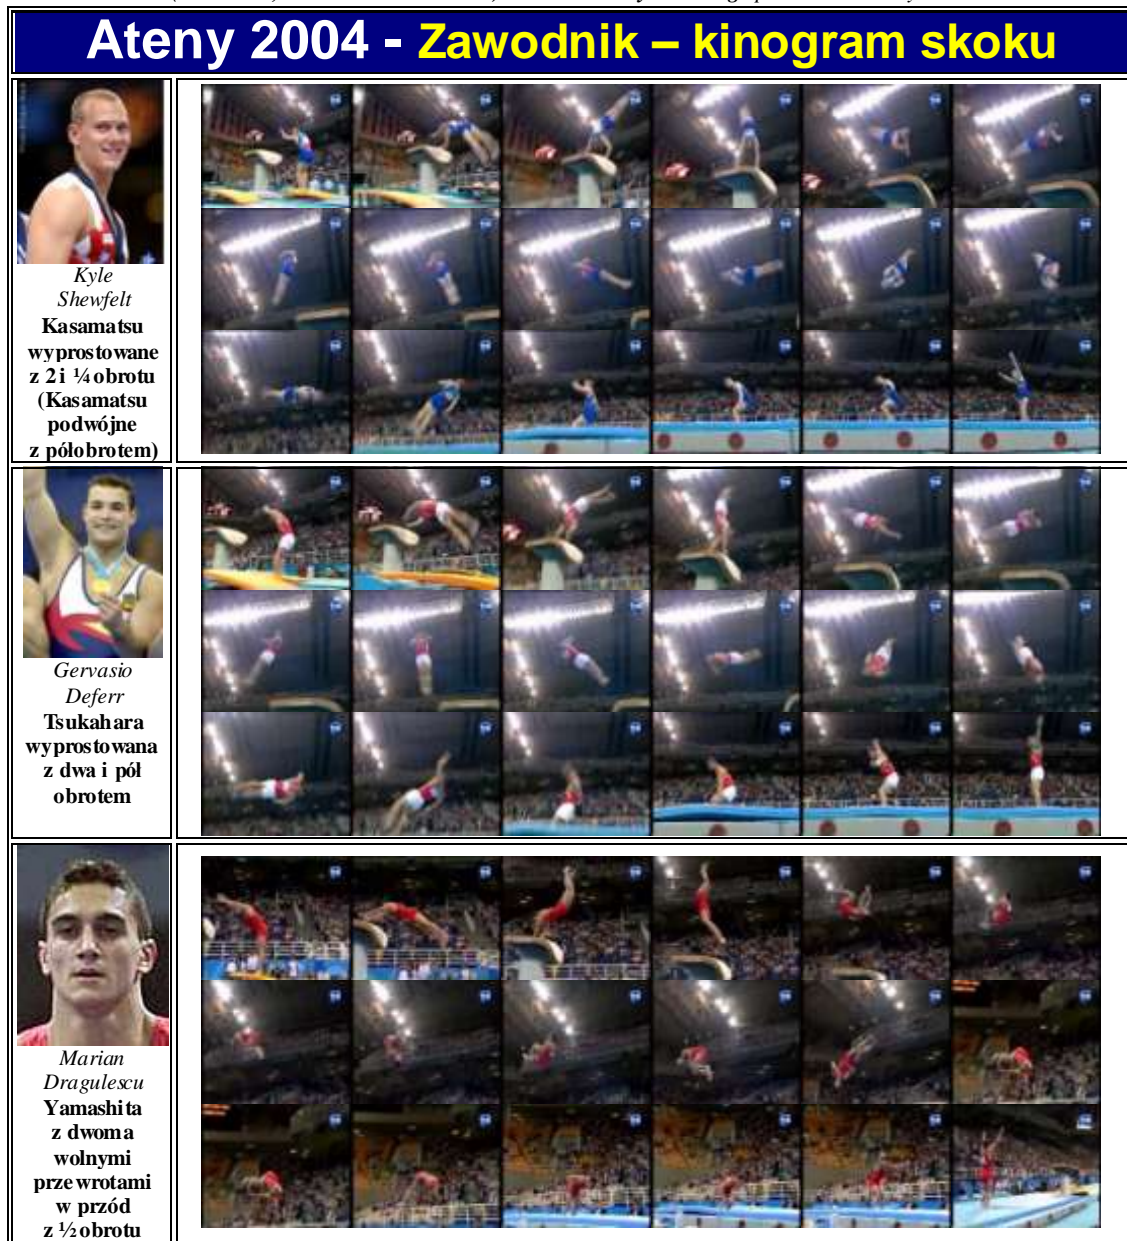 Ateny 2004 - Zawodnik – kinogram skoku
Kyle
Shewfelt
Kasamatsu
wyprostowane
z 2 i ¼ obrotu
(Kasamatsu
podwójne
z półobrotem)
Gervasio
Deferr
Tsukahara
wyprostowana
z dwa i pół
obrotem
Marian
Dragulescu
Yamashita
z dwoma
wolnymi
przewrotami
w przód
z ½ obrotu